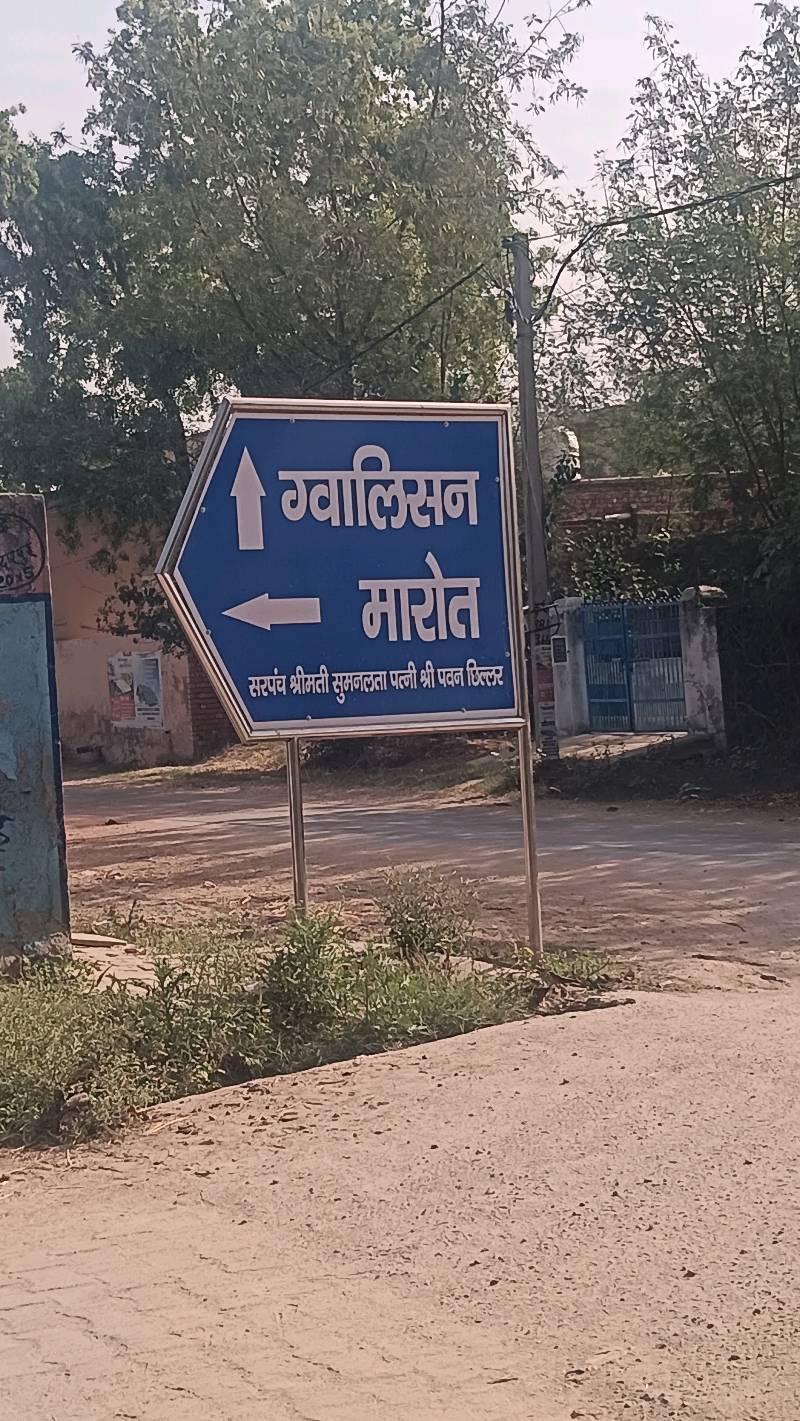 ग्वालिसन
मारोत
सरपंच श्रीमती सुमनलता पत्नी श्री पवन छिल्लर